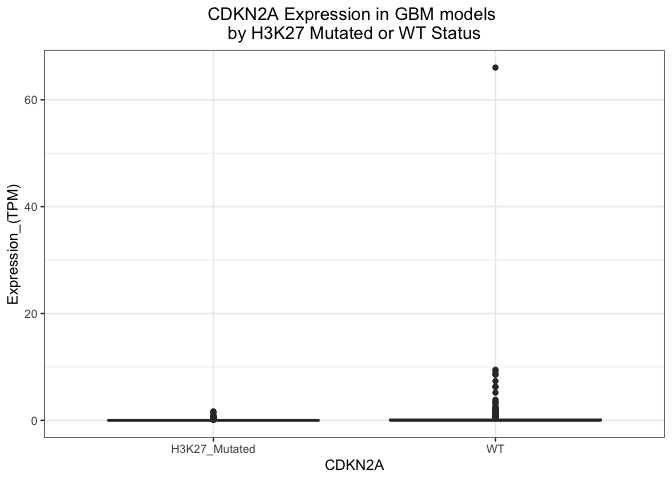 CDKN2A Expression in GBM models
by H3K27 Mutated or WT Status
Expression_(TPM)
60
40
20
0
H3K27_Mutated
WT
CDKN2A